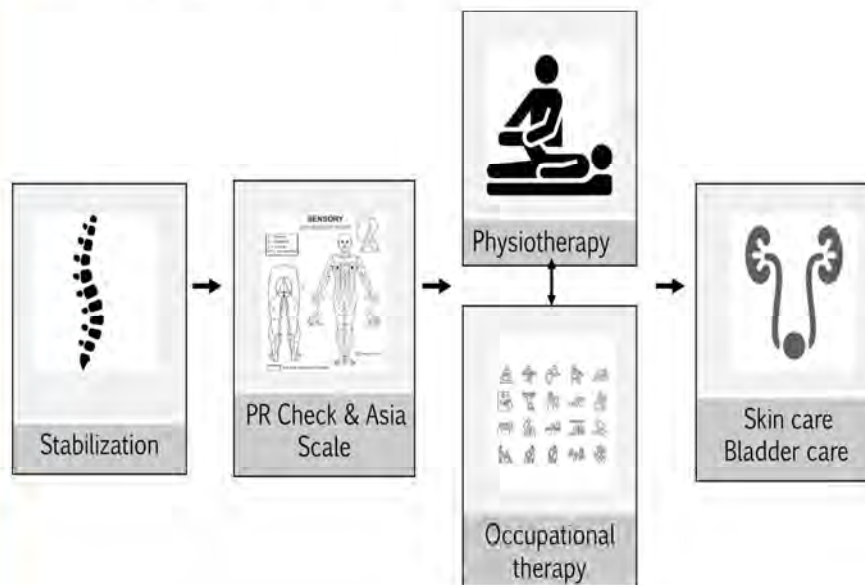 Stabilization
SENSORY
PR Check & Asia
Scale
Physiotherapy
Occupational
therapy
Skin care
Bladder care